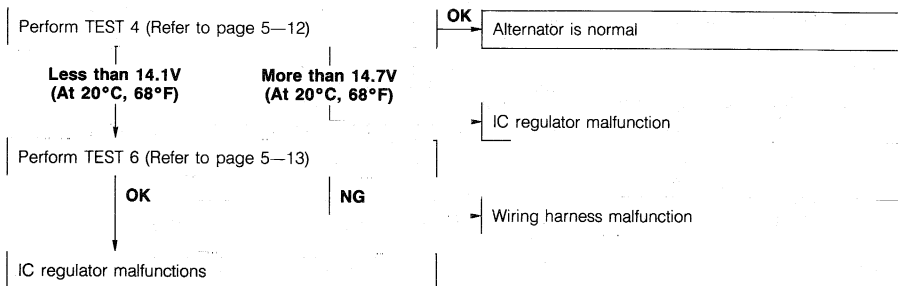 Perform TEST 4 (Refer to page 5—12)
OK
Alternator is normal
Less than 14.1V
(At 20°C, 68°F)
More than 14.7V
(At 20°C, 68°F)
IC regulator malfunction
Perform TEST 6 (Refer to page 5—13)
OK
NG
Wiring harness malfunction
IC regulator malfunctions